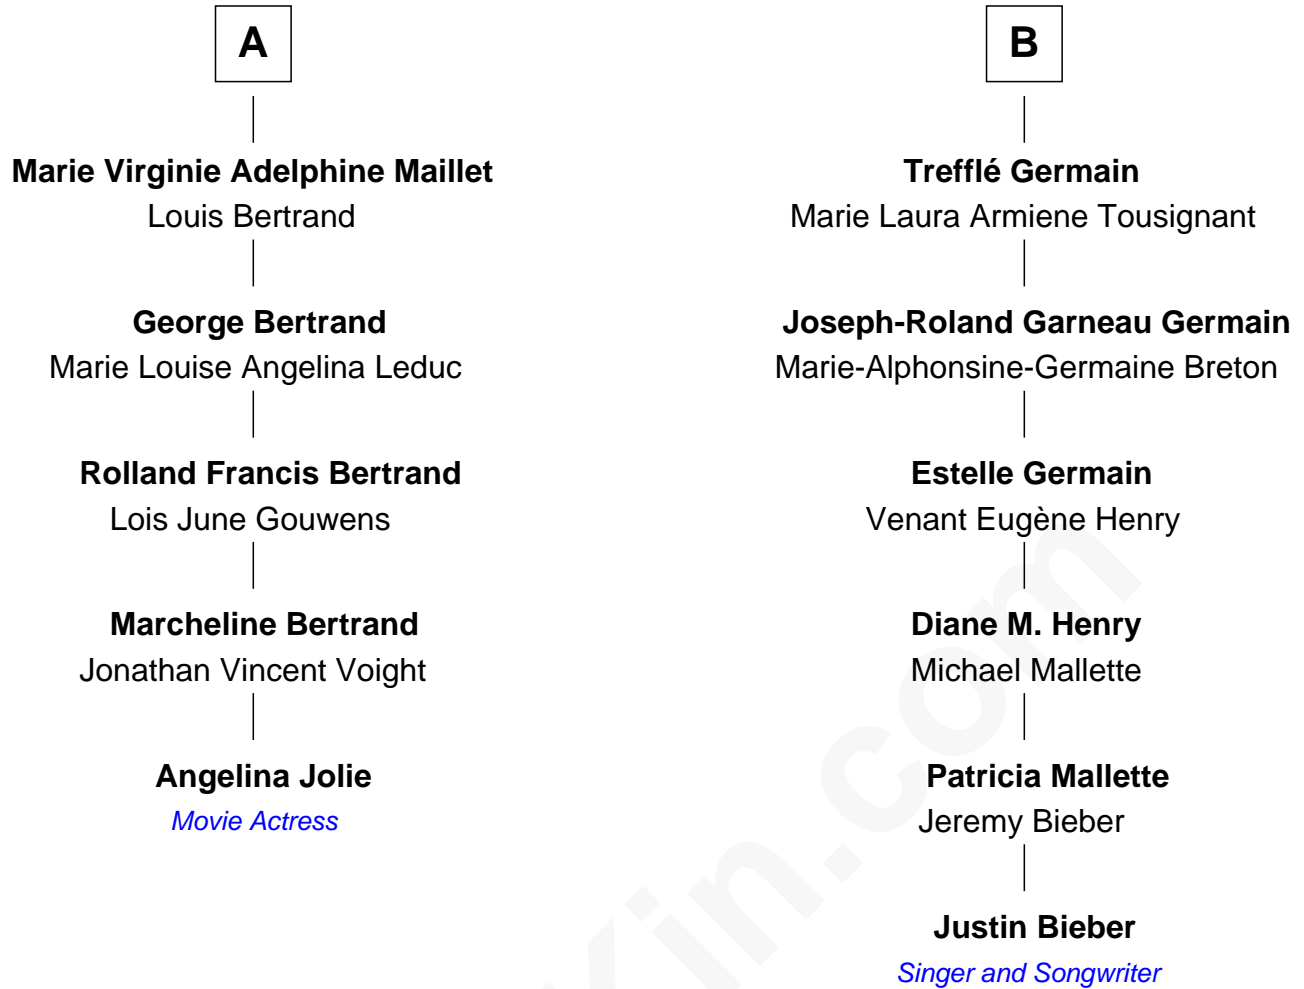 A
Marie Virginie Adelphine Maillet
Louis Bertrand
George Bertrand
Marie Louise Angelina Leduc
Rolland Francis Bertrand
Lois June Gouwens
Marcheline Bertrand
Jonathan Vincent Voight
Angelina Jolie
Movie Actress
B
Trefflé Germain
Marie Laura Armiene Tousignant
Joseph-Roland Garneau Germain
Marie-Alphonsine-Germaine Breton
Estelle Germain
Venant Eugène Henry
Diane M. Henry
Michael Mallette
Patricia Mallette
Jeremy Bieber
Justin Bieber
Singer and Songwriter
Kin.com